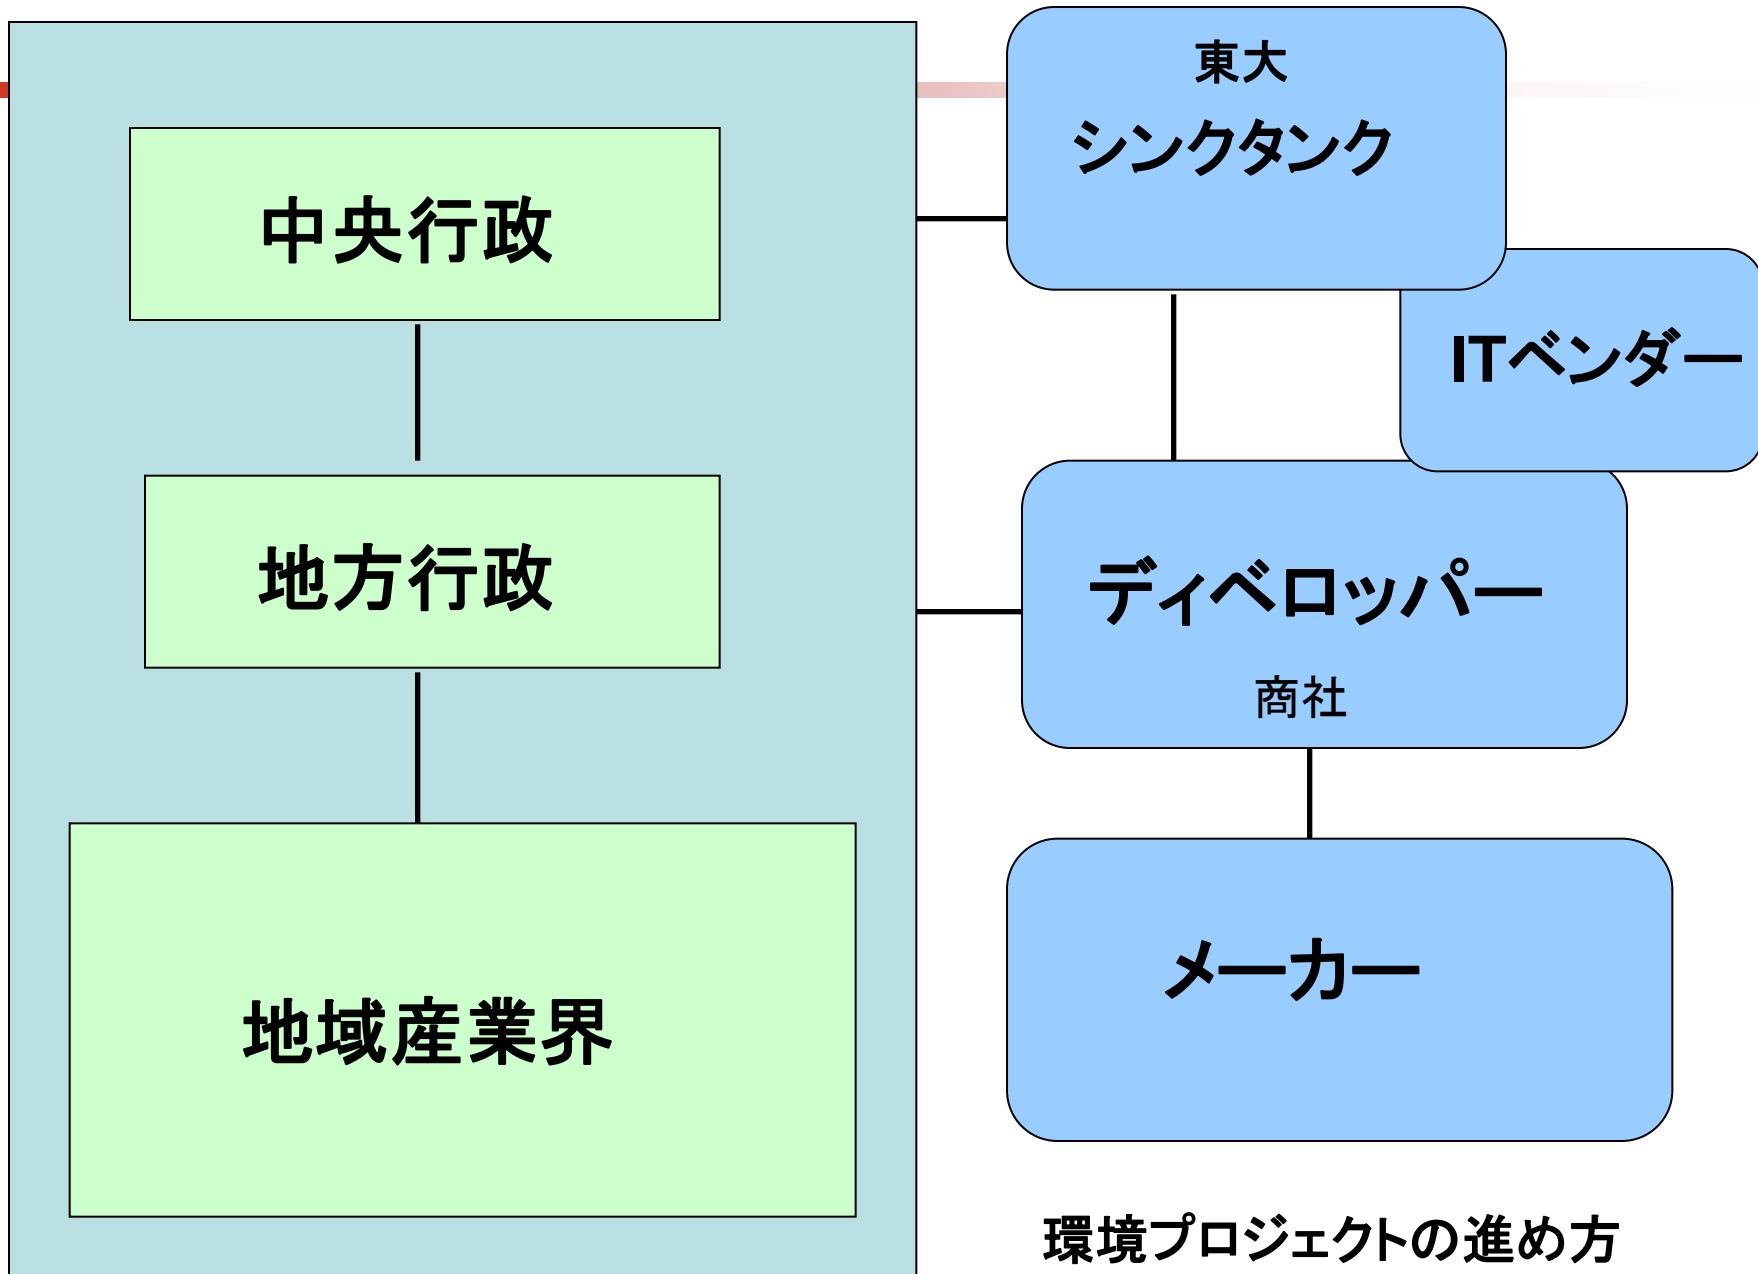 中央行政
地方行政
地域産業界
東大
シンクタンク
ITベンダー
ディベロッパー
商社
メーカー
環境プロジェクトの進め方